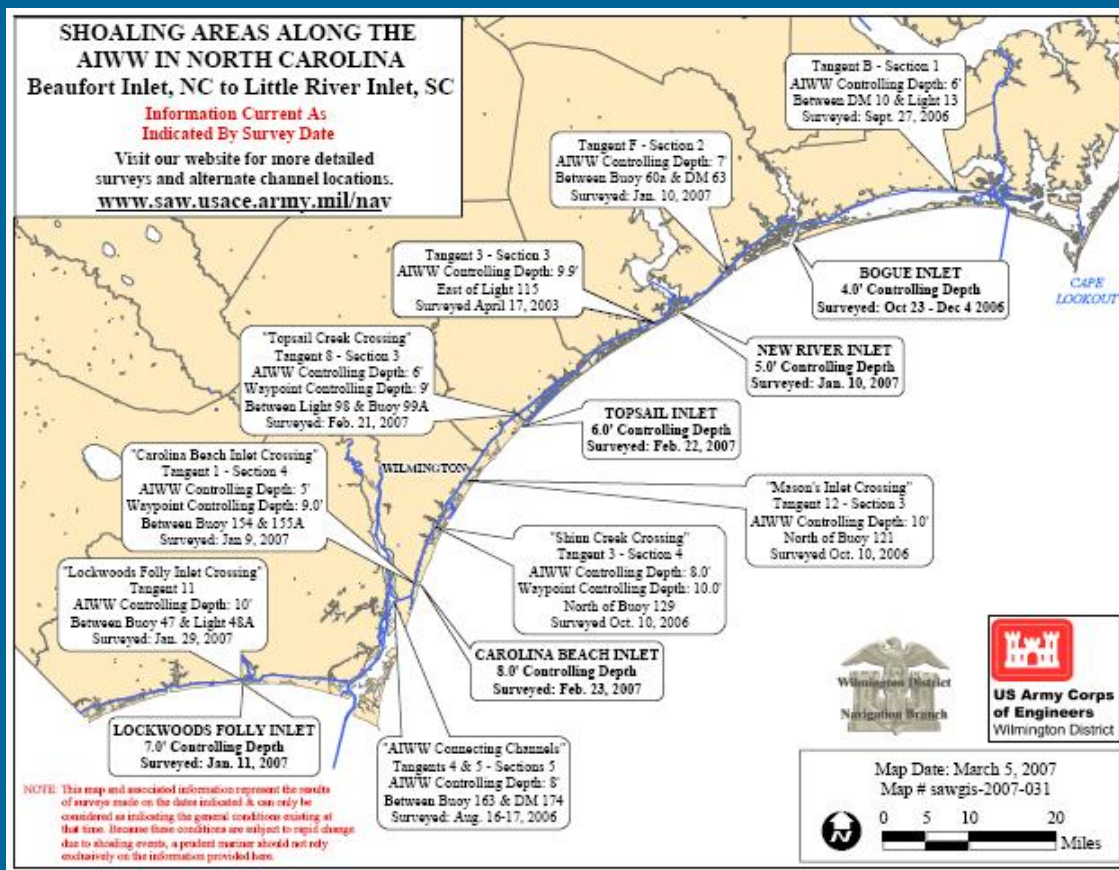 SHOALING AREAS ALONG THE
AIWW IN NORTH CAROLINA
Beaufort Inlet, NC to Little River Inlet, SC
Information Current As
Indicated By Survey Date
Visit our website for more detailed
surveys and alternate channel locations.
www.saw.usace.army.mil/nav
Tangent B - Section 1
AIWW Controlling Depth: 6'
Between DM 10 & Light 13
Surveyed: Sept. 27, 2006
Tangent F - Section 2
AIWW Controlling Depth: 7'
Between Buoy 60a & DM 63
Surveyed: Jan. 10, 2007
Tangent 3 - Section 3
AIWW Controlling Depth: 9.9'
East of Light 115
Surveyed April 17, 2003
BOGUE INLET
4.0' Controlling Depth
Surveyed: Oct 23 - Dec 4 2006
CAPE
LOOKOUT
"Topsail Creek Crossing"
Tangent 8 - Section 3
AIWW Controlling Depth: 6'
Waypoint Controlling Depth: 9'
Between Light 98 & Buoy 99A
Surveyed: Feb. 21, 2007
NEW RIVER INLET
5.0' Controlling Depth
Surveyed: Jan. 10, 2007
TOPSAIL INLET
6.0' Controlling Depth
Surveyed: Feb. 22, 2007
"Carolina Beach Inlet Crossing"
Tangent 1 - Section 4
AIWW Controlling Depth: 5'
Waypoint Controlling Depth: 9.0'
Between Buoy 154 & 155A
Surveyed: Jan 9, 2007
WILMINGTON
"Mason's Inlet Crossing"
Tangent 12 - Section 3
AIWW Controlling Depth: 10'
North of Buoy 121
Surveyed Oct. 10, 2006
"Shinn Creek Crossing"
Tangent 3 - Section 4
AIWW Controlling Depth: 8.0'
Waypoint Controlling Depth: 10.0'
North of Buoy 129
Surveyed Oct. 10, 2006
"Lockwoods Folly Inlet Crossing"
Tangent 11
AIWW Controlling Depth: 10'
Between Buoy 47 & Light 48A
Surveyed: Jan. 29, 2007
CAROLINA BEACH INLET
8.0' Controlling Depth
Surveyed: Feb. 23, 2007
LOCKWOODS FOLLY INLET
7.0' Controlling Depth
Surveyed: Jan. 11, 2007
"AIWW Connecting Channels"
Tangents 4 & 5 - Sections 5
AIWW Controlling Depth: 8'
Between Buoy 163 & DM 174
Surveyed: Aug. 16-17, 2006
Wilmington District
Navigation Branch
US Army Corps
of Engineers
Wilmington District
NOTE: This map and associated information represent the results
of surveys made on the dates indicated & can only be
considered as indicating the general conditions existing at
that time. Because these conditions are subject to rapid change
due to shoaling events, a prudent mariner should not rely
exclusively on the information provided here.
Map Date: March 5, 2007
Map # sawgis-2007-031
N
0 5 10 20
Miles